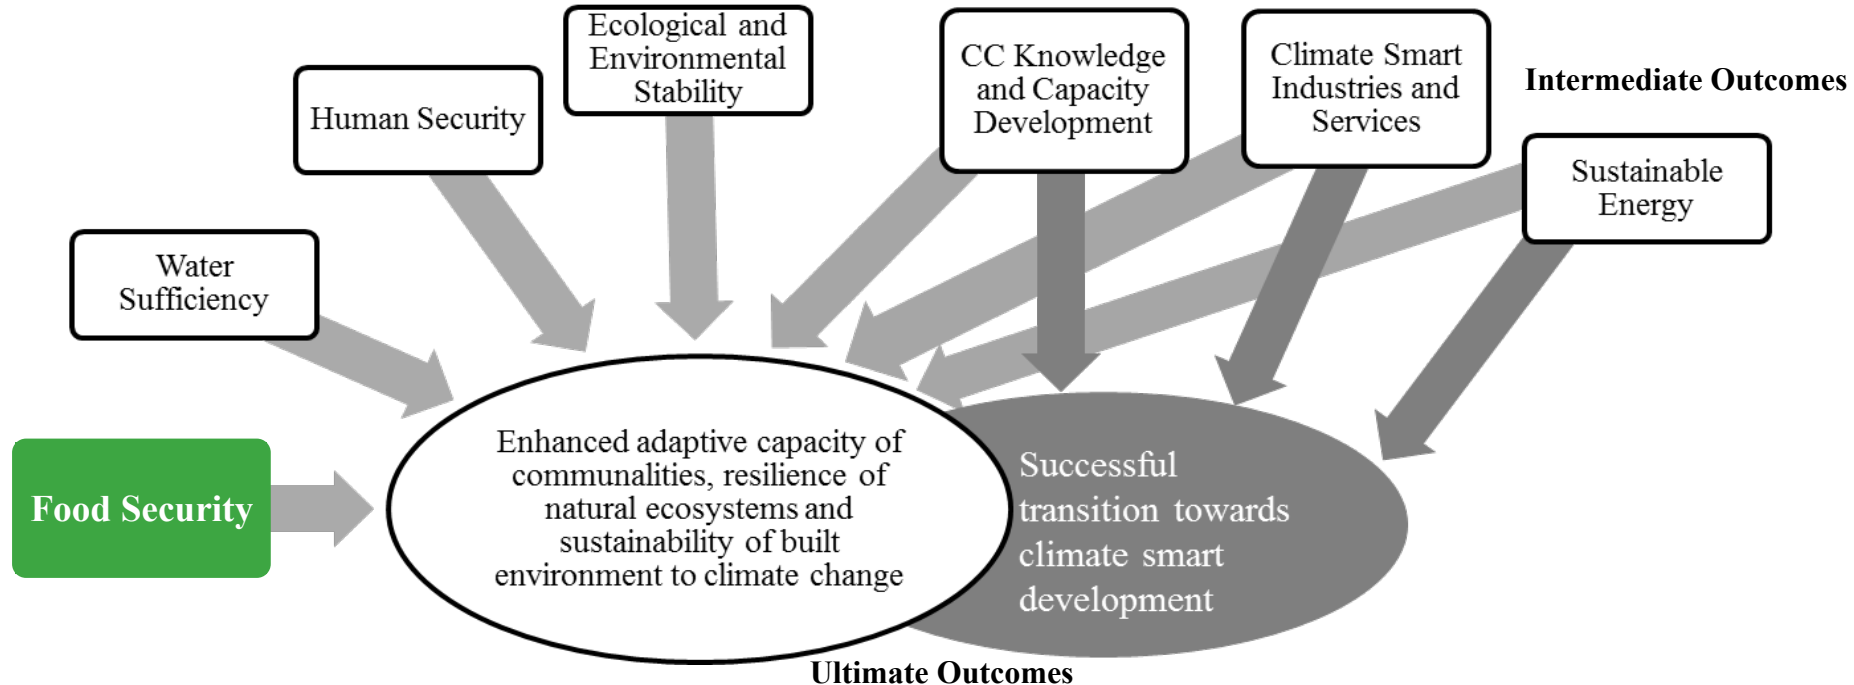 Ecological and
Environmental
Stability
CC Knowledge
and Capacity
Development
Climate Smart
Industries and
Services
Intermediate Outcomes
Human Security
Sustainable
Energy
Water
Sufficiency
Food Security
Enhanced adaptive capacity of
communalities, resilience of
natural ecosystems and
sustainability of built
environment to climate change
Successful
transition towards
climate smart
development
Ultimate Outcomes